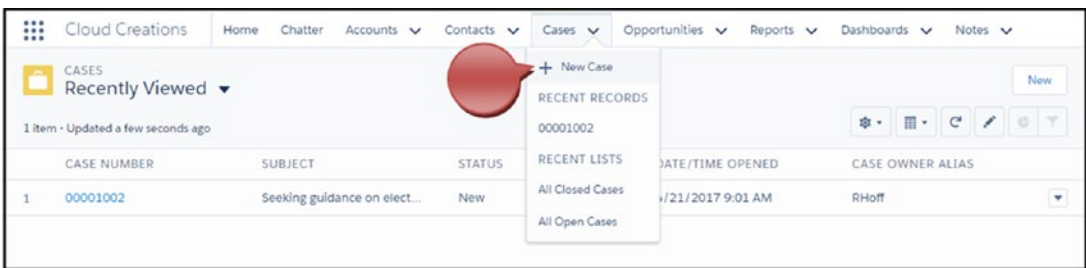 Cloud Creations Home Chatter Accounts Contacts Cases Opportunities Reports Dashboards Notes
CASES
Recently Viewed
New
1 item • Updated a few seconds ago
+ New Case
RECENT RECORDS
00001002
RECENT LISTS
All Closed Cases
All Open Cases
CASE NUMBER SUBJECT STATUS DATE/TIME OPENED CASE OWNER ALIAS
1 00001002 Seeking guidance on elect... New /21/2017 9:01 AM RHoff